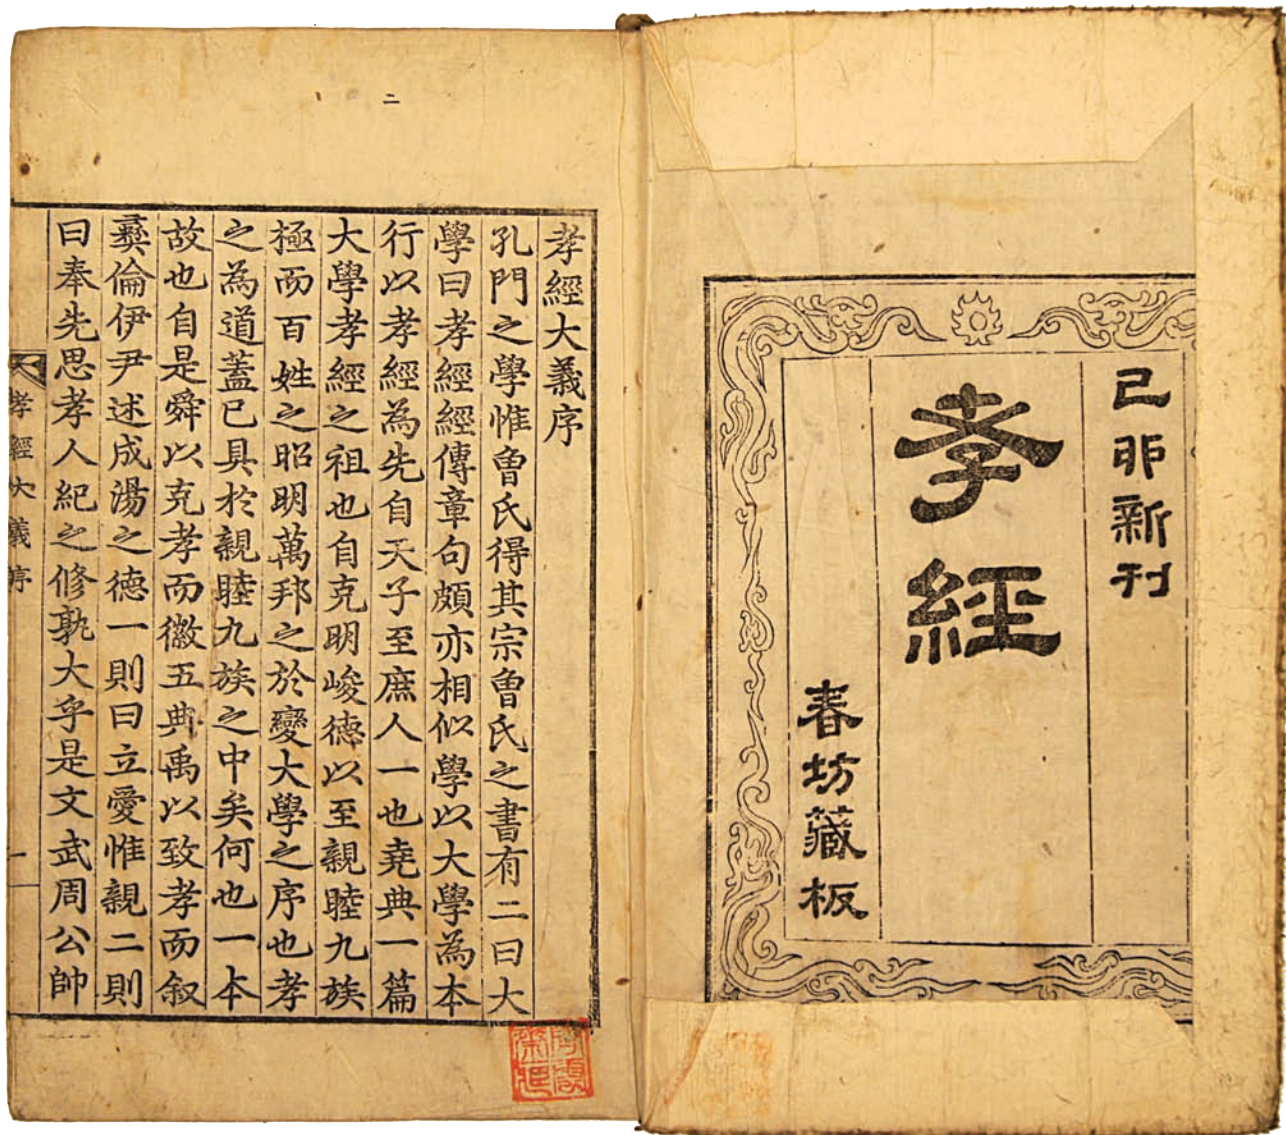 己卯新刊
孝經
春坊藏板
二
孝經大義序
孔門之學惟曾氏得其宗曾氏之書有二曰大
學曰孝經經傳章句頗亦相似學以大學為本
行以孝經為先自天子至庶人一也堯典一篇
大學孝經之祖也自克明峻德以至親睦九族
極而百姓之昭明萬邦之於變大學之序也孝
之為道蓋已具於親睦九族之中矣何也一本
故也自是舜以克孝而徽五典禹以致孝而叙
彝倫伊尹述成湯之德一則曰立愛惟親二則
曰奉先思孝人紀之修孰大乎是文武周公帥
孝經大義序
一